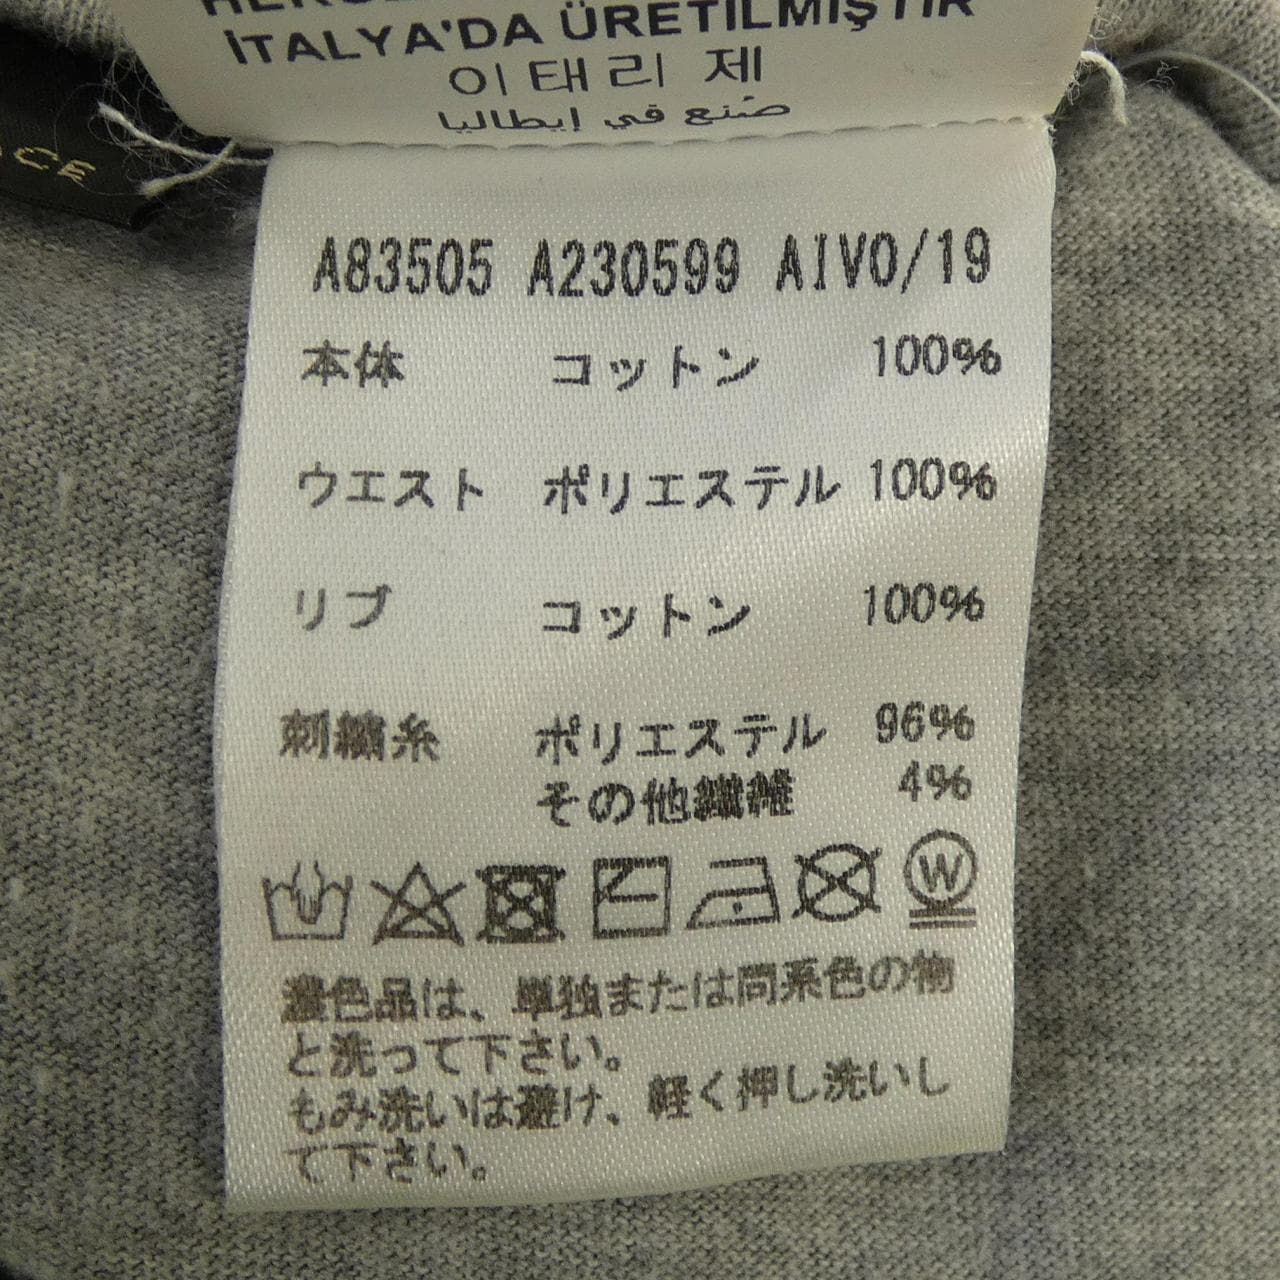 İTALYA'DA ÜRETİLMİŞTİR
이태리 제
صُنع في إيطاليا
A83505 A230599 AIVO/19
本体 コットン 100%
ウエスト ポリエステル 100%
リブ コットン 100%
刺繍糸 ポリエステル 96%
その他繊維 4%
W
濃色品は、単独または同系色の物
と洗って下さい。
もみ洗いは避け、軽く押し洗いし
て下さい。